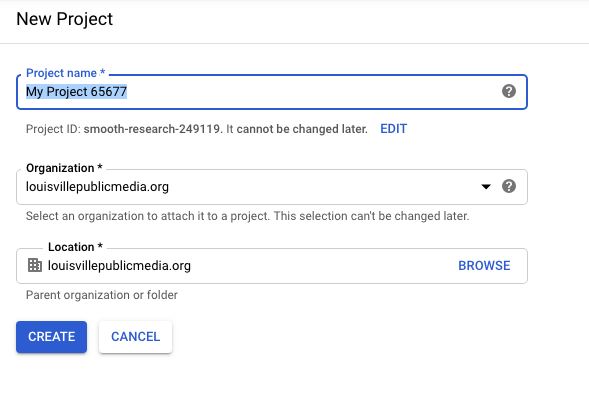 New Project
Project name *
My Project 65677
Project ID: smooth-research-249119. It cannot be changed later. EDIT
Organization *
louisvillepublicmedia.org
Select an organization to attach it to a project. This selection can't be changed later.
Location *
louisvillepublicmedia.org BROWSE
Parent organization or folder
CREATE CANCEL